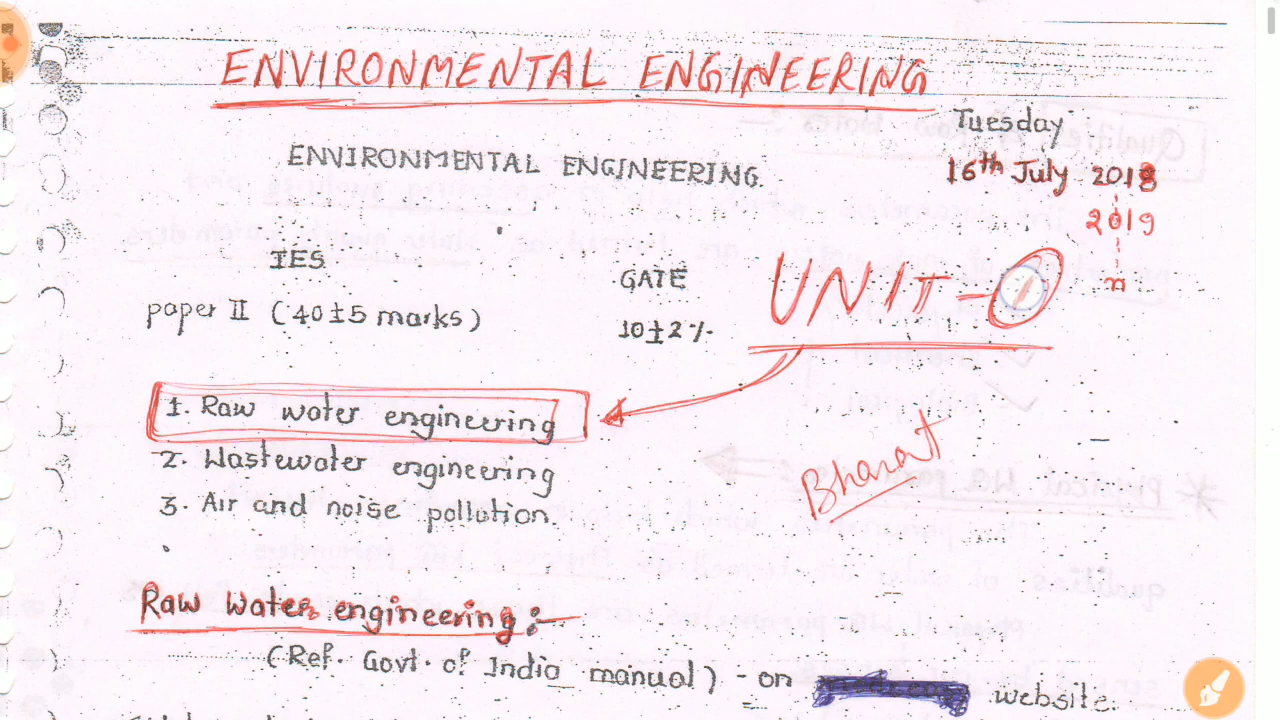 ENVIRONMENTAL ENGINEERING
Tuesday
ENVIRONMENTAL ENGINEERING.
16th July 2018
2019
IES
GATE
UNIT-
paper II (40±5 marks)
10±2%
1. Raw water engineering
2. Wastewater engineering
3. Air and noise pollution.
Bharat
Raw water engineering:-
(Ref. Govt. of India manual) - on website.